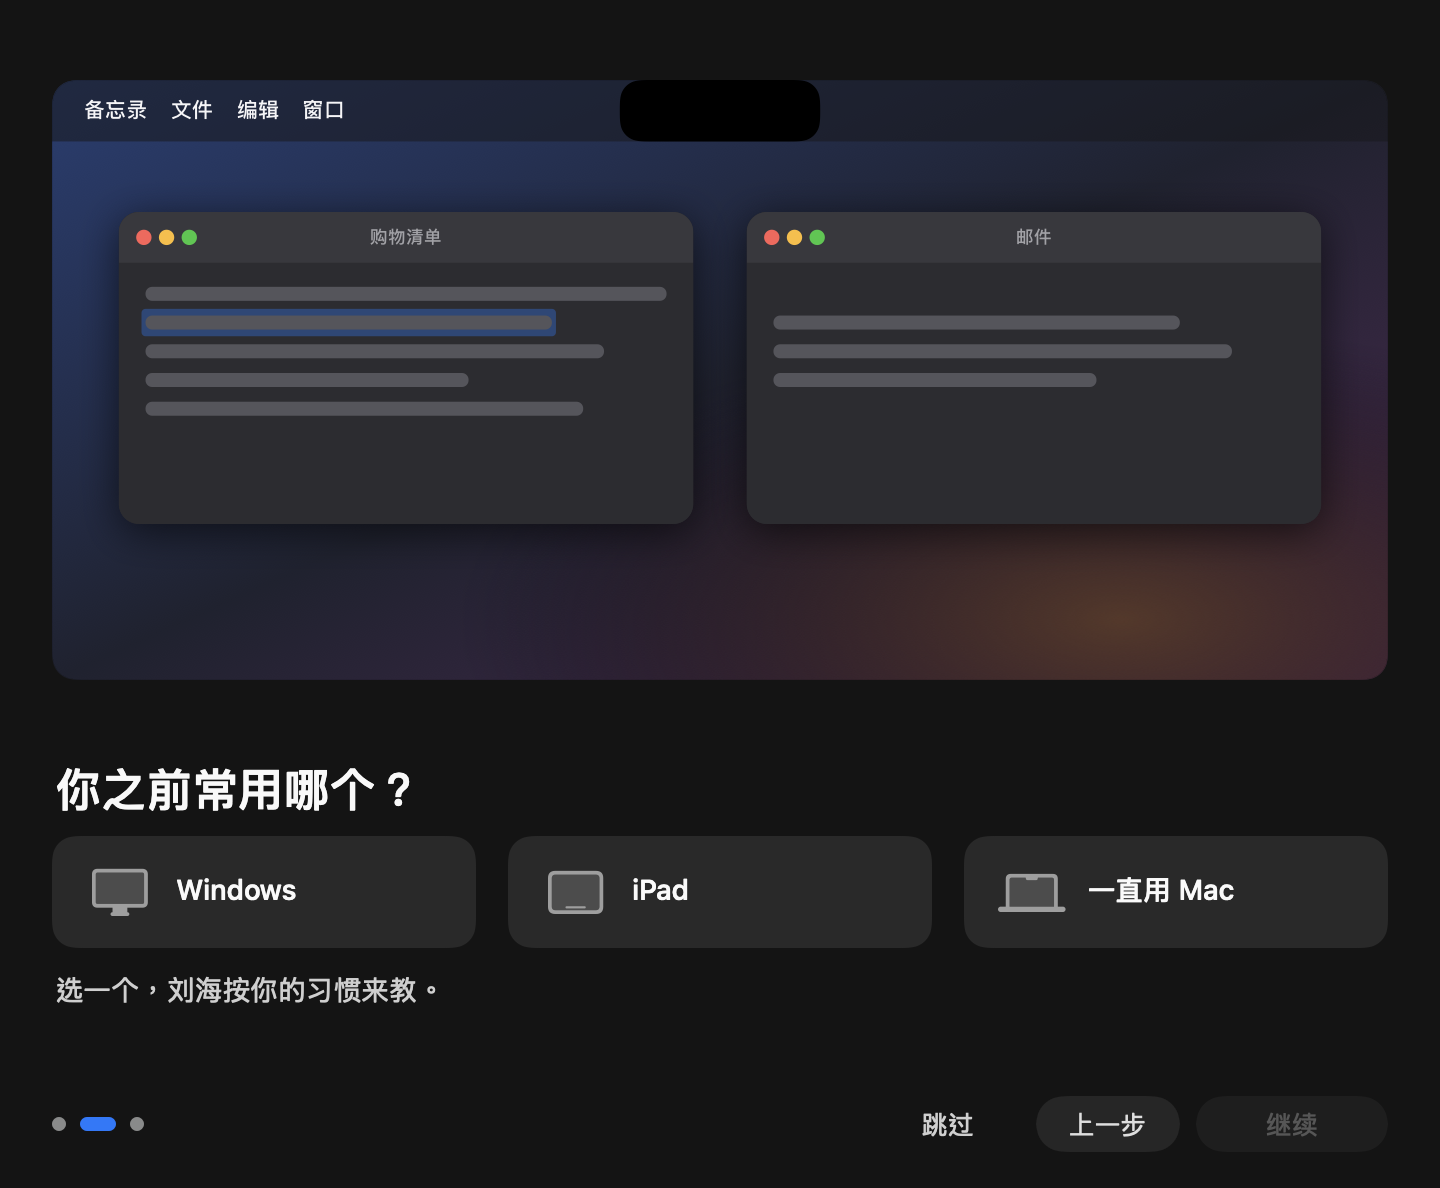 备忘录 文件 编辑 窗口
购物清单
邮件
你之前常用哪个？
Windows
iPad
一直用 Mac
选一个，刘海按你的习惯来教。
跳过
上一步
继续